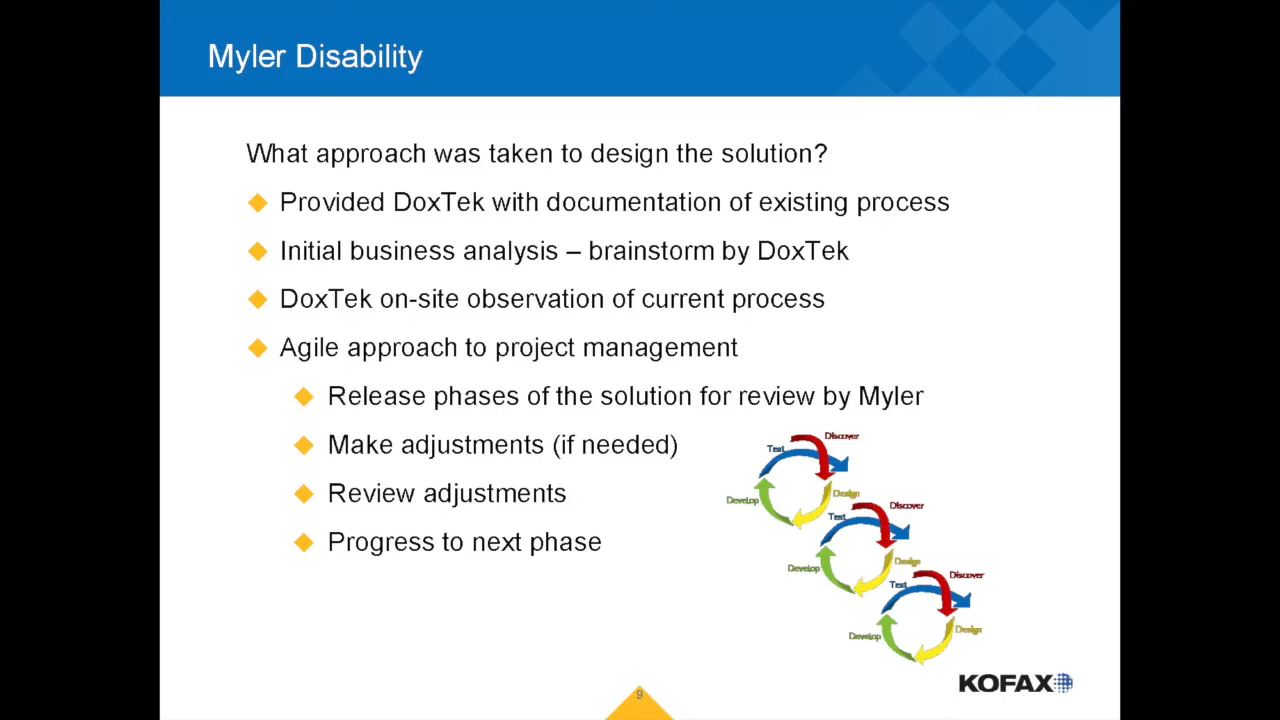 Myler Disability
What approach was taken to design the solution?
Provided DoxTek with documentation of existing process
Initial business analysis – brainstorm by DoxTek
DoxTek on-site observation of current process
Agile approach to project management
Release phases of the solution for review by Myler
Make adjustments (if needed)
Review adjustments
Progress to next phase
Discover
Test
Design
Develop
Discover
Test
Design
Develop
Discover
Test
Design
Develop
KOFAX
9